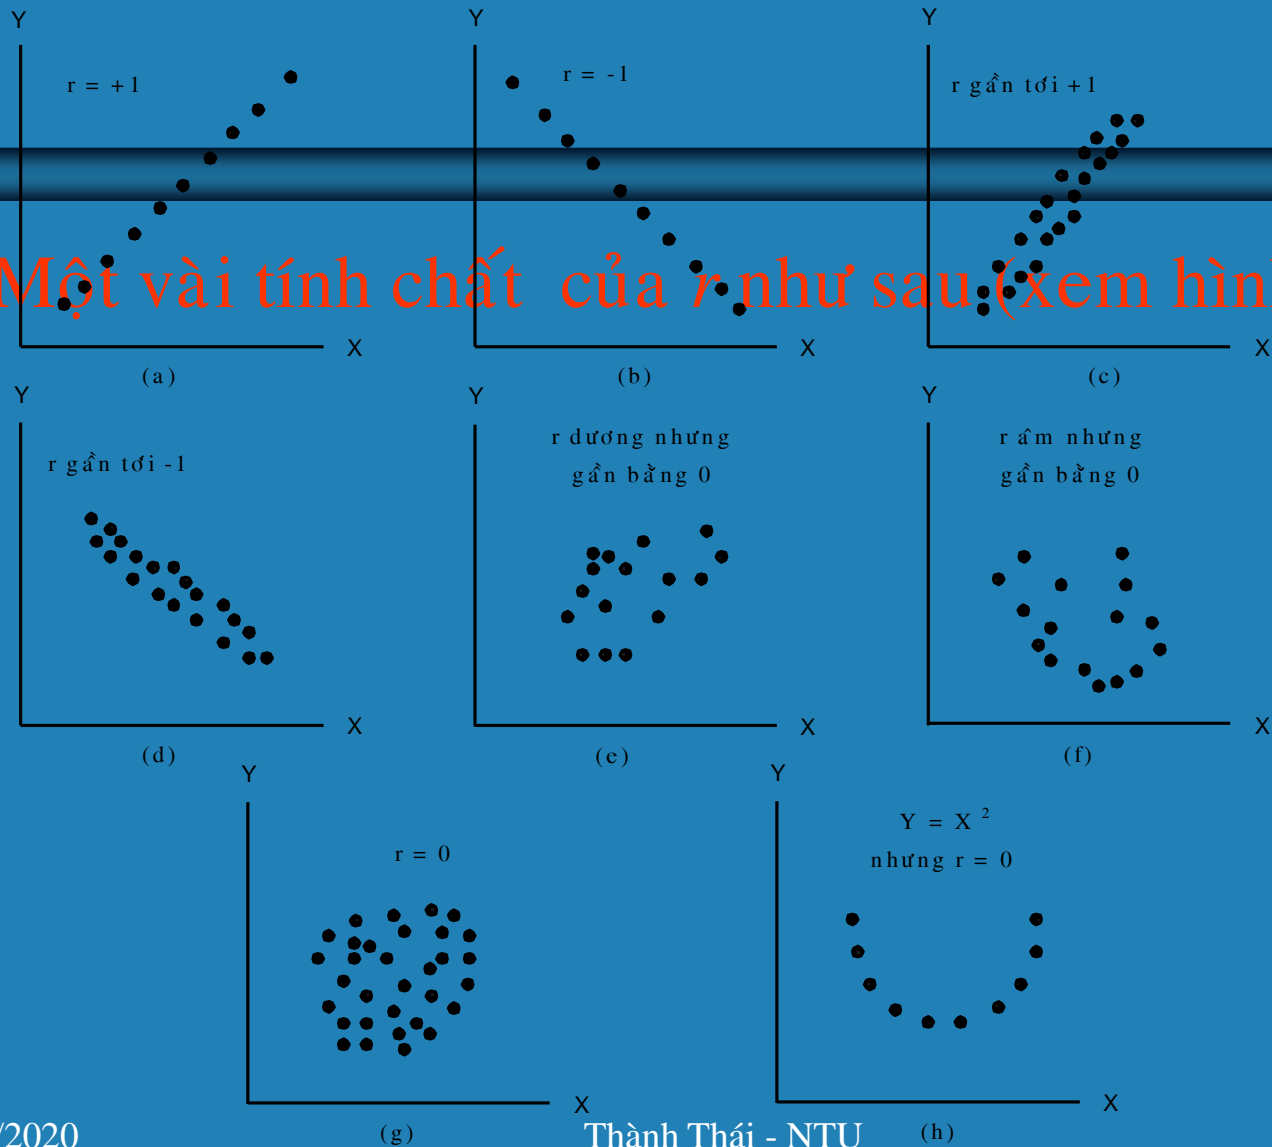 Y
Y
Y
r = +1
r = -1
r gần tới +1
Một vài tính chất của r như sau (xem hìn
X
X
X
(a)
(b)
(c)
Y
Y
Y
r gần tới -1
r dương nhưng
gần bằng 0
r âm nhưng
gần bằng 0
X
X
X
(d)
(e)
(f)
Y
Y
r = 0
Y = X ²
nhưng r = 0
X
X
(g)
(h)
/2020
Thành Thái - NTU